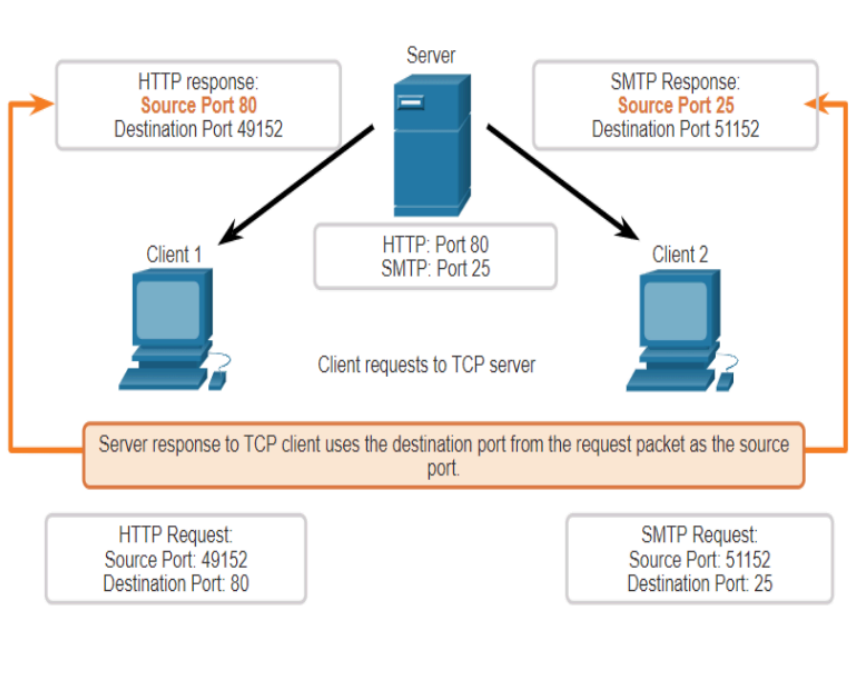 Server
HTTP response:
Source Port 80
Destination Port 49152
SMTP Response:
Source Port 25
Destination Port 51152
HTTP: Port 80
SMTP: Port 25
Client 1
Client 2
Client requests to TCP server
Server response to TCP client uses the destination port from the request packet as the source
port.
HTTP Request:
Source Port: 49152
Destination Port: 80
SMTP Request:
Source Port: 51152
Destination Port: 25